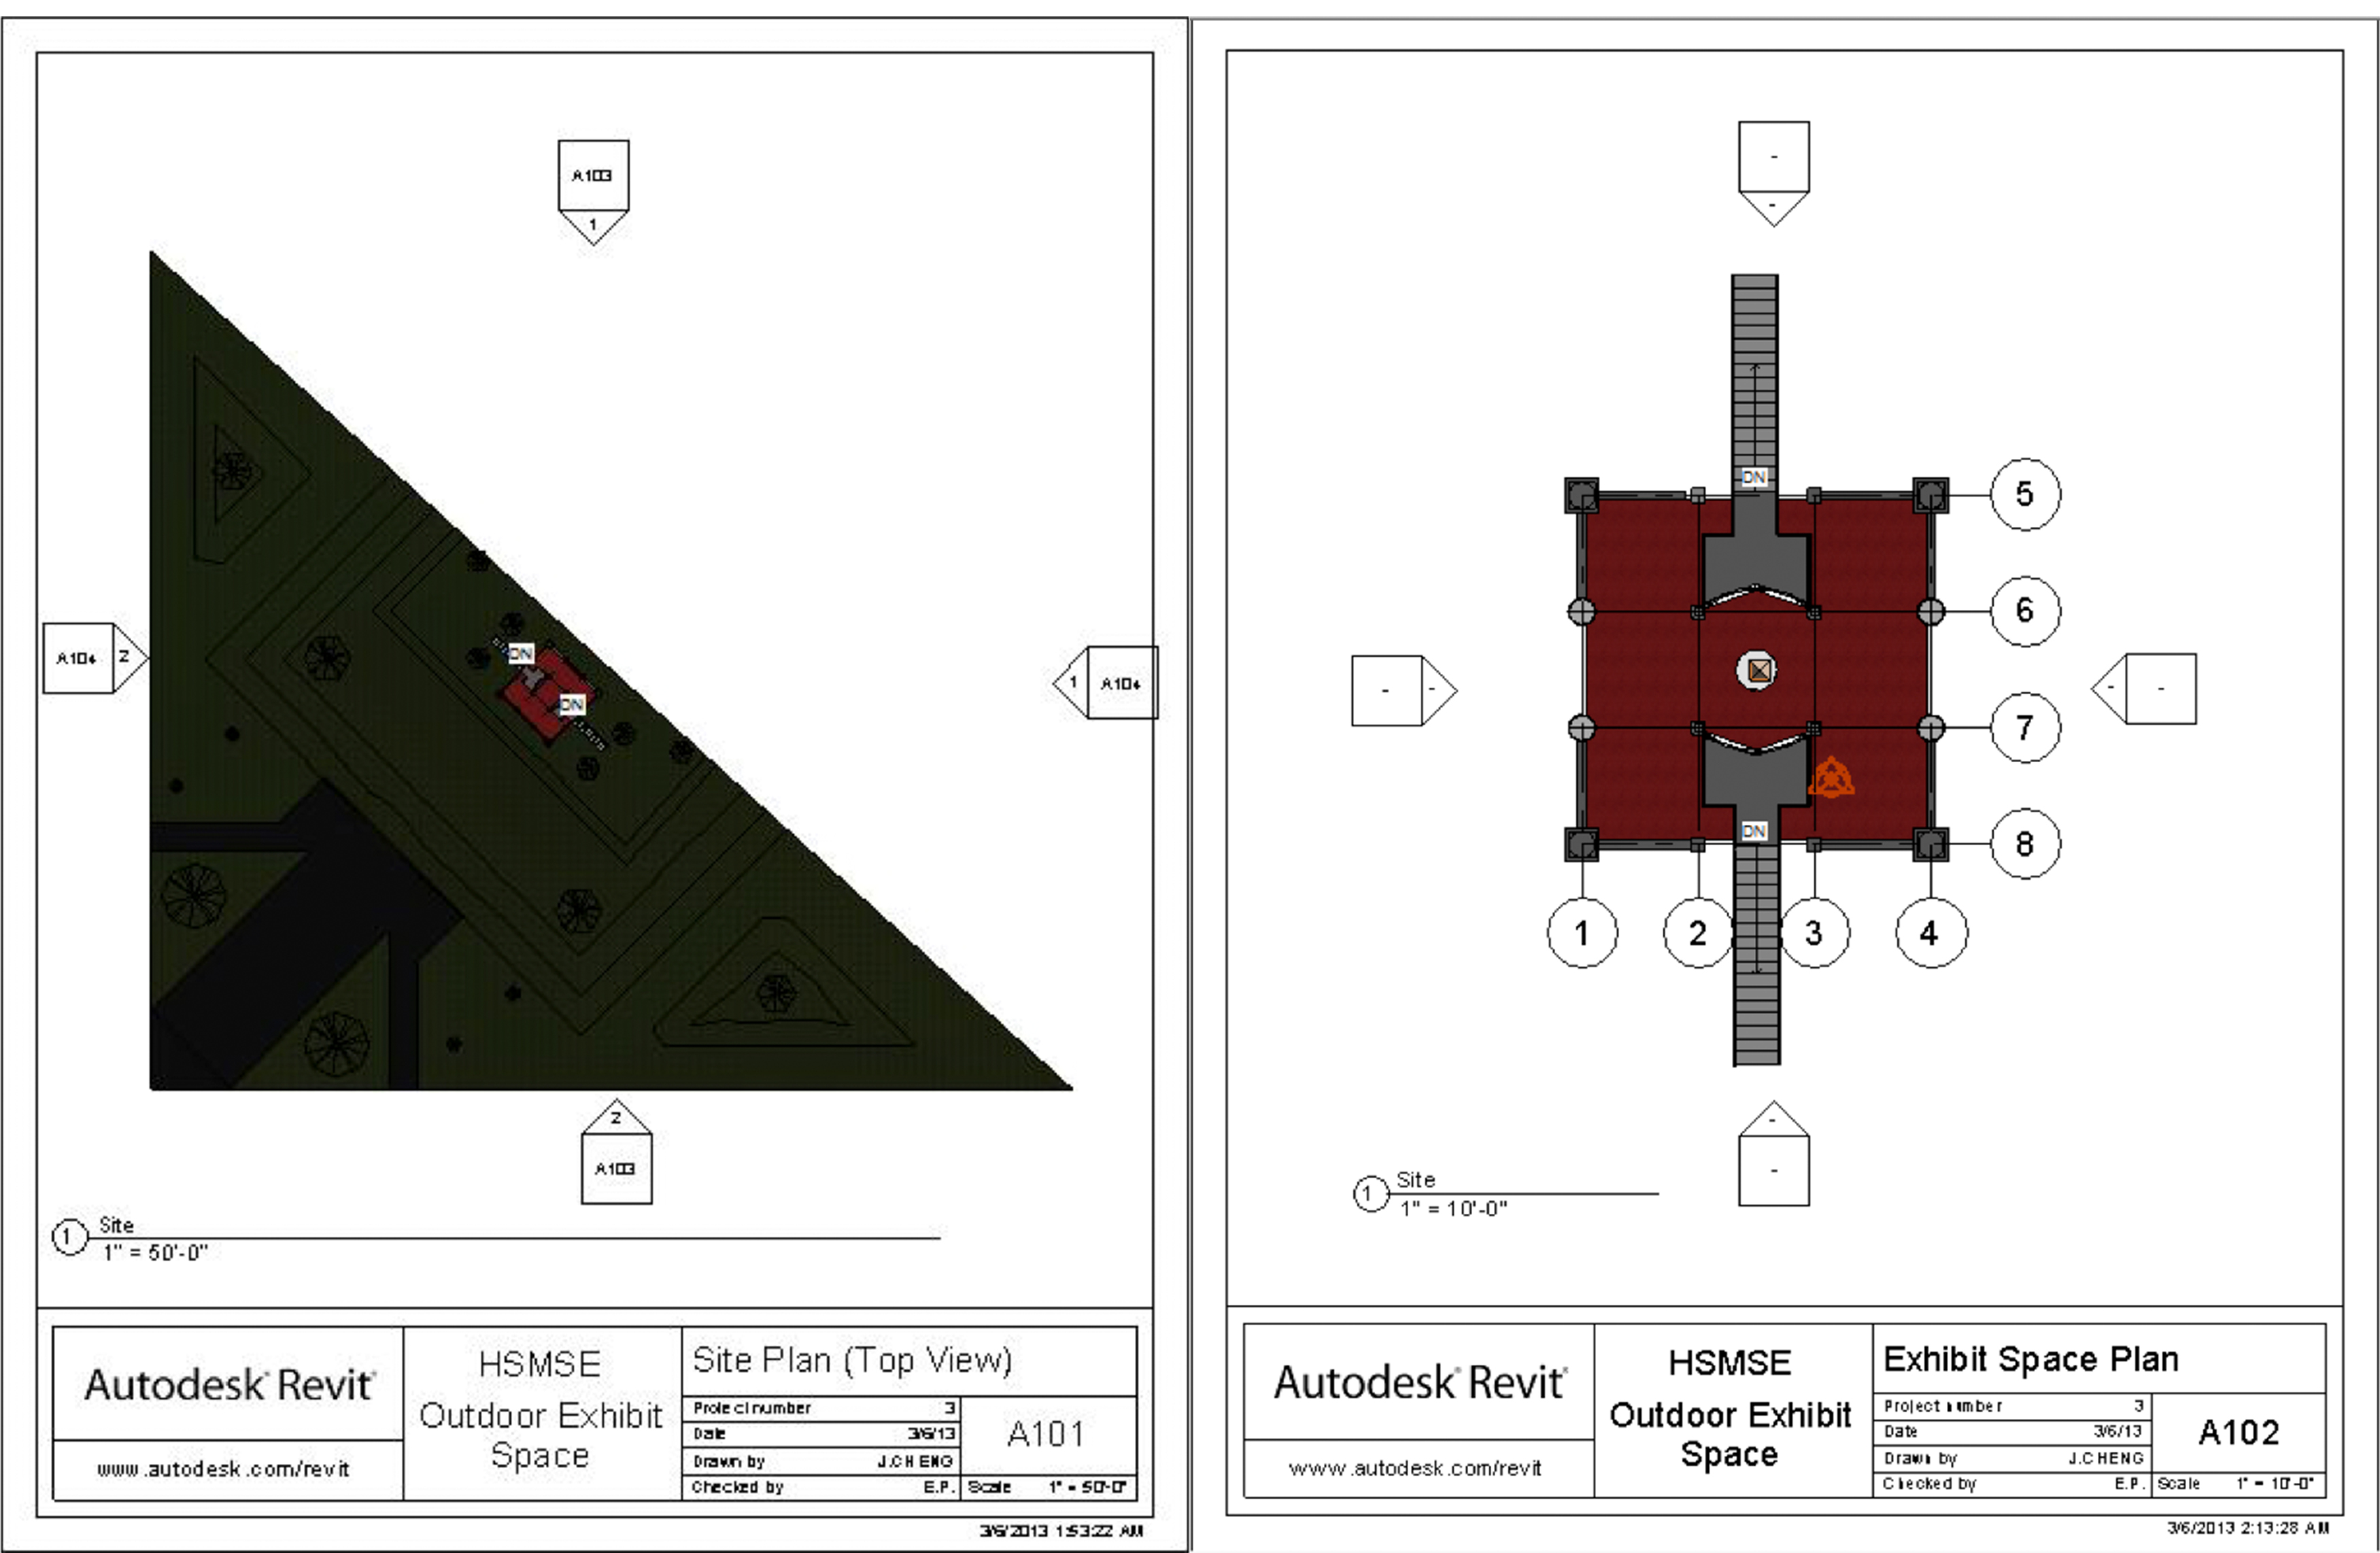 A103
1
DN
DN
A104
2
1
A104
2
A103
1
Site
1" = 50'-0"
Autodesk Revit
www.autodesk.com/revit
HSMSE
Outdoor Exhibit
Space
Site Plan (Top View)
Project number 3
Date 3/6/13
Drawn by J.CHENG
Checked by E.P.
A101
Scale 1" = 50'-0"
3/6/2013 1:53:22 AM
-
-
DN
5
6
- -
- -
7
DN
8
1
2
3
4
-
-
1
Site
1" = 10'-0"
Autodesk Revit
www.autodesk.com/revit
HSMSE
Outdoor Exhibit
Space
Exhibit Space Plan
Project number 3
Date 3/6/13
Drawn by J.CHENG
Checked by E.P.
A102
Scale 1" = 10'-0"
3/6/2013 2:13:28 AM